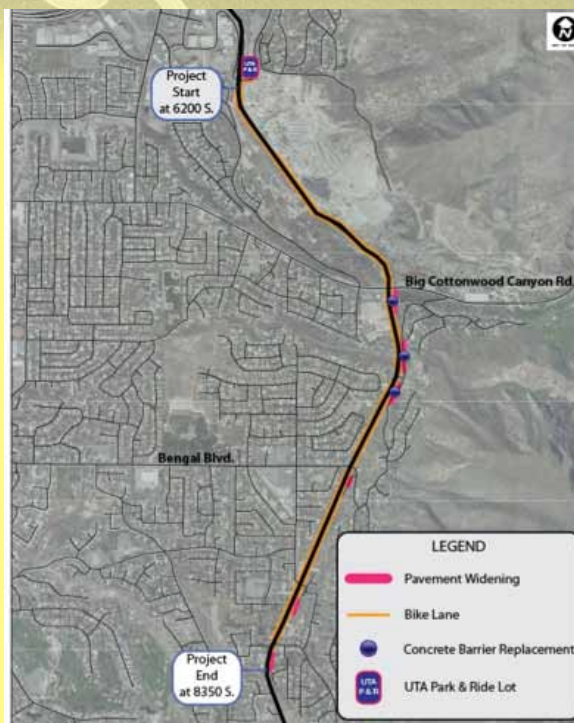 UTA
P & R
Project
Start
at 6200 S.
Big Cottonwood Canyon Rd.
Bengal Blvd.
Project
End
at 8350 S.
LEGEND
Pavement Widening
Bike Lane
Concrete Barrier Replacement
UTA
P & R
UTA Park & Ride Lot